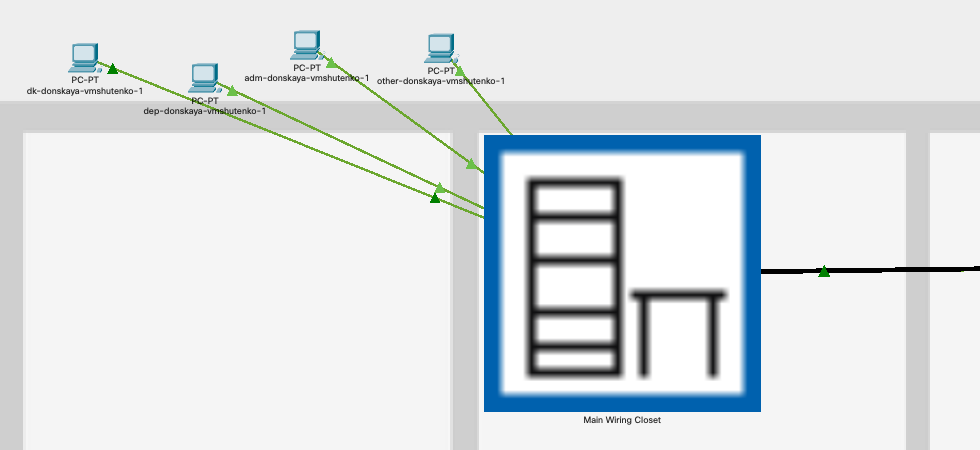 PC-PT
dk-donskaya-vmshutenko-1
PC-PT
dep-donskaya-vmshutenko-1
PC-PT
adm-donskaya-vmshutenko-1
PC-PT
other-donskaya-vmshutenko-1
Main Wiring Closet